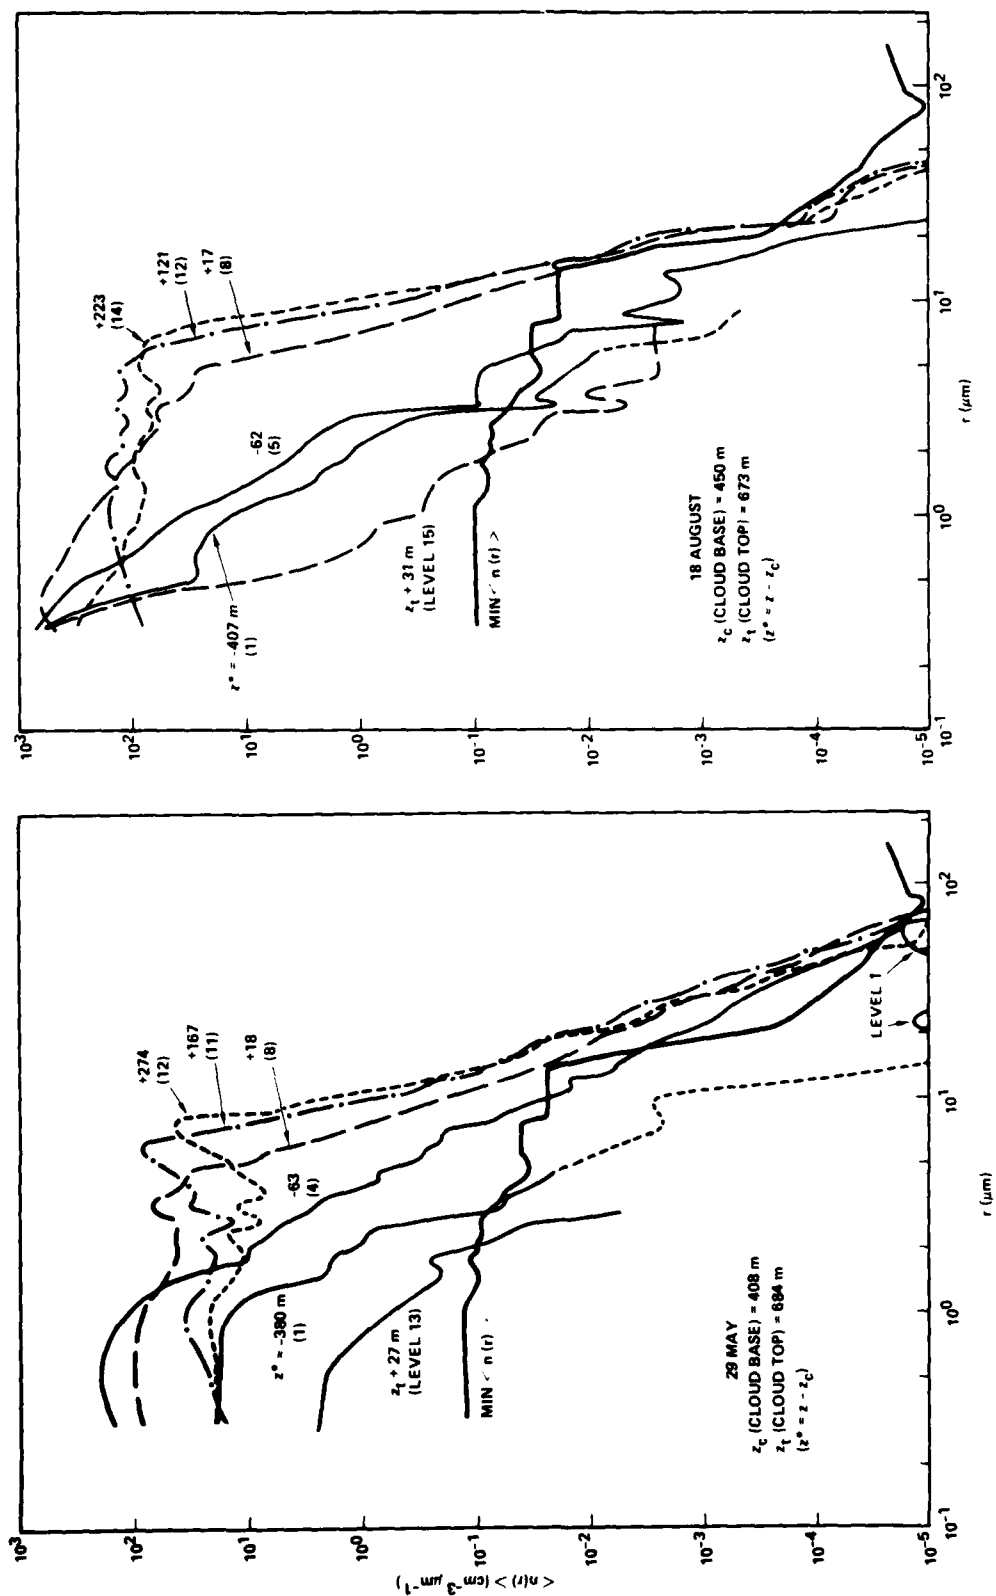 < n(r) > (cm⁻³ μm⁻¹)
10³
10²
10¹
10⁰
10⁻¹
10⁻²
10⁻³
10⁻⁴
10⁻⁵
10⁻¹
10⁰
10¹
10²
r (μm)
+274
(12)
+167
(11)
+18
(8)
-63
(4)
z* = -380 m
(1)
z_t + 27 m
(LEVEL 13)
MIN < n (r) .
LEVEL 1
29 MAY
z_c (CLOUD BASE) = 408 m
z_t (CLOUD TOP) = 684 m
(z* = z - z_c)
10³
10²
10¹
10⁰
10⁻¹
10⁻²
10⁻³
10⁻⁴
10⁻⁵
10⁻¹
10⁰
10¹
10²
r (μm)
+223
(14)
+121
(12)
+17
(8)
-62
(5)
z* = -407 m
(1)
z_t + 31 m
(LEVEL 15)
MIN < n (r) >
18 AUGUST
z_c (CLOUD BASE) = 450 m
z_t (CLOUD TOP) = 673 m
(z* = z - z_c)